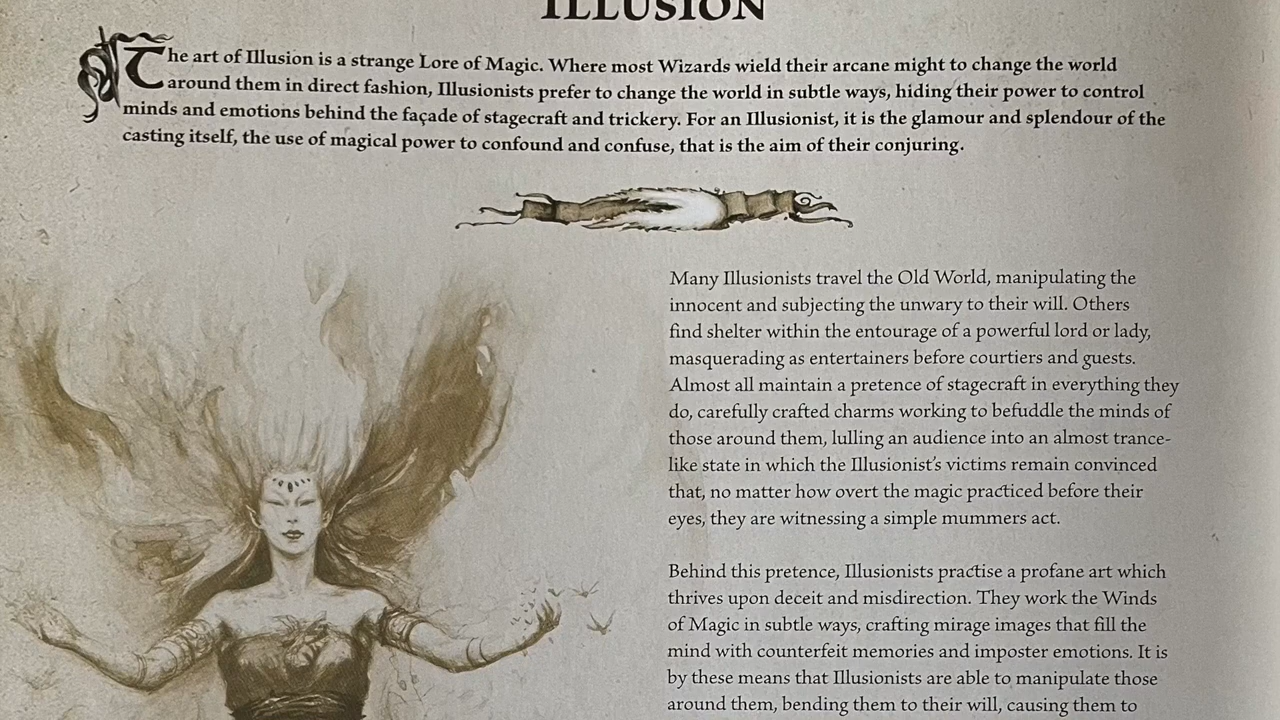 ILLUSION
The art of Illusion is a strange Lore of Magic. Where most Wizards wield their arcane might to change the world
around them in direct fashion, Illusionists prefer to change the world in subtle ways, hiding their power to control
minds and emotions behind the façade of stagecraft and trickery. For an Illusionist, it is the glamour and splendour of the
casting itself, the use of magical power to confound and confuse, that is the aim of their conjuring.
Many Illusionists travel the Old World, manipulating the
innocent and subjecting the unwary to their will. Others
find shelter within the entourage of a powerful lord or lady,
masquerading as entertainers before courtiers and guests.
Almost all maintain a pretence of stagecraft in everything they
do, carefully crafted charms working to befuddle the minds of
those around them, lulling an audience into an almost trance-
like state in which the Illusionist's victims remain convinced
that, no matter how overt the magic practiced before their
eyes, they are witnessing a simple mummers act.
Behind this pretence, Illusionists practise a profane art which
thrives upon deceit and misdirection. They work the Winds
of Magic in subtle ways, crafting mirage images that fill the
mind with counterfeit memories and imposter emotions. It is
by these means that Illusionists are able to manipulate those
around them, bending them to their will, causing them to